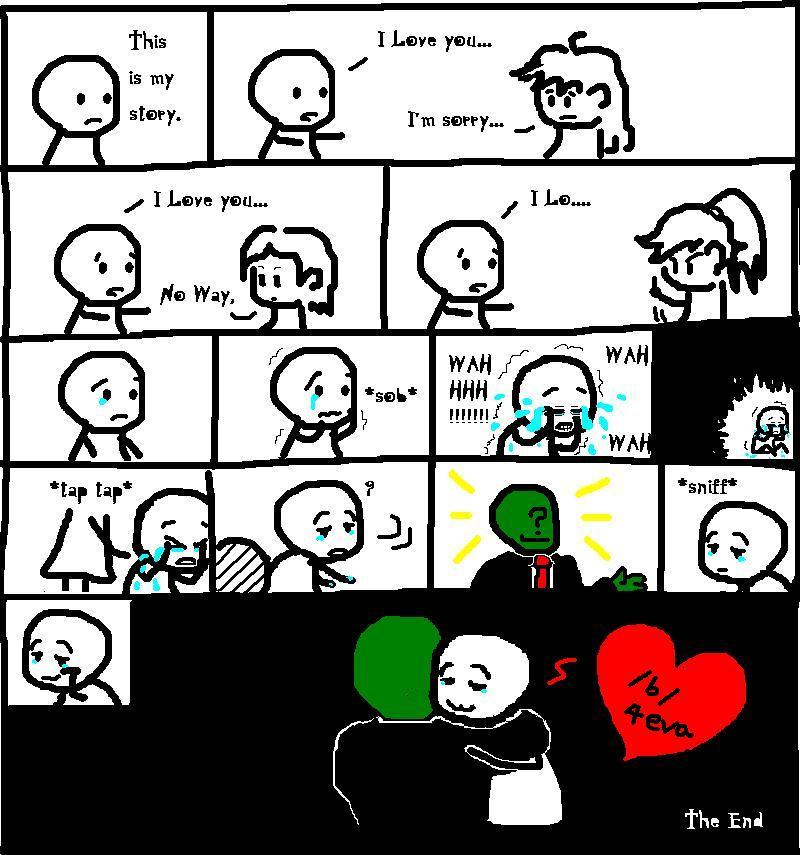 This
is my
story.
I Love you...
I'm sorry...
I Love you...
No Way,
I Lo....
*sob*
WAH
HHH
!!!!!!!
WAH
WAH
*tap tap*
?
?
*sniff*
/b/
4eva
The End